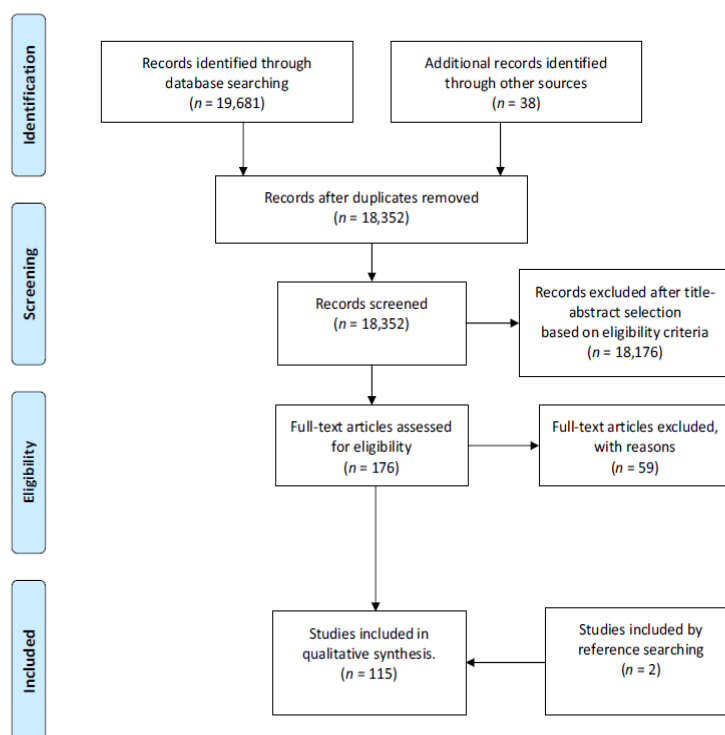 Identification
Records identified through
database searching
(n = 19,681)
Additional records identified
through other sources
(n = 38)
Records after duplicates removed
(n = 18,352)
Screening
Records screened
(n = 18,352)
Records excluded after title-
abstract selection
based on eligibility criteria
(n = 18,176)
Eligibility
Full-text articles assessed
for eligibility
(n = 176)
Full-text articles excluded,
with reasons
(n = 59)
Included
Studies included in
qualitative synthesis.
(n = 115)
Studies included by
reference searching
(n = 2)